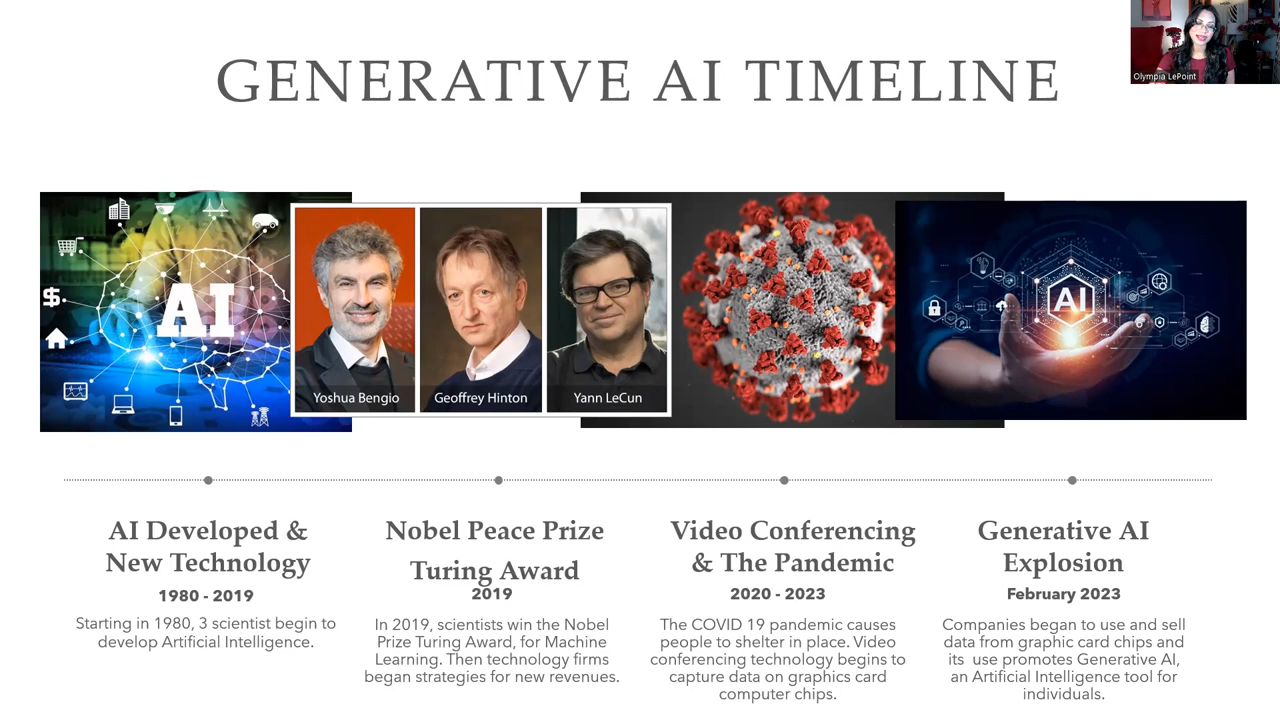 GENERATIVE AI TIMELINE
Olympia LePoint
AI
Yoshua Bengio
Geoffrey Hinton
Yann LeCun
AI
AI Developed &
New Technology
1980 - 2019
Starting in 1980, 3 scientist begin to
develop Artificial Intelligence.
Nobel Peace Prize
Turing Award
2019
In 2019, scientists win the Nobel
Prize Turing Award, for Machine
Learning. Then technology firms
began strategies for new revenues.
Video Conferencing
& The Pandemic
2020 - 2023
The COVID 19 pandemic causes
people to shelter in place. Video
conferencing technology begins to
capture data on graphics card
computer chips.
Generative AI
Explosion
February 2023
Companies began to use and sell
data from graphic card chips and
its use promotes Generative AI,
an Artificial Intelligence tool for
individuals.